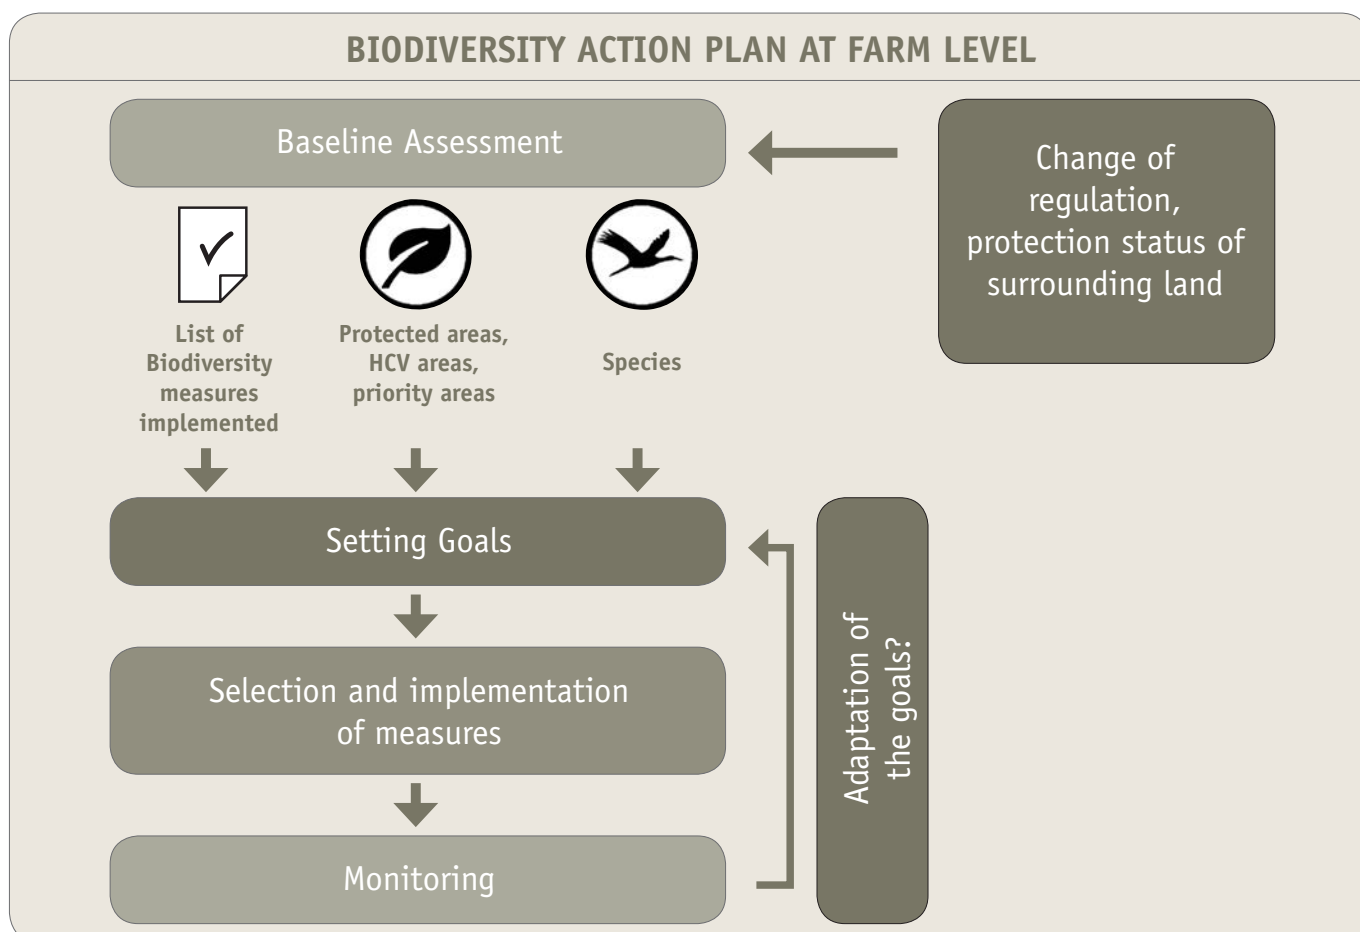 BIODIVERSITY ACTION PLAN AT FARM LEVEL
Baseline Assessment
Change of
regulation,
protection status of
surrounding land
List of
Biodiversity
measures
implemented
Protected areas,
HCV areas,
priority areas
Species
Setting Goals
Selection and implementation
of measures
Monitoring
Adaptation of
the goals?